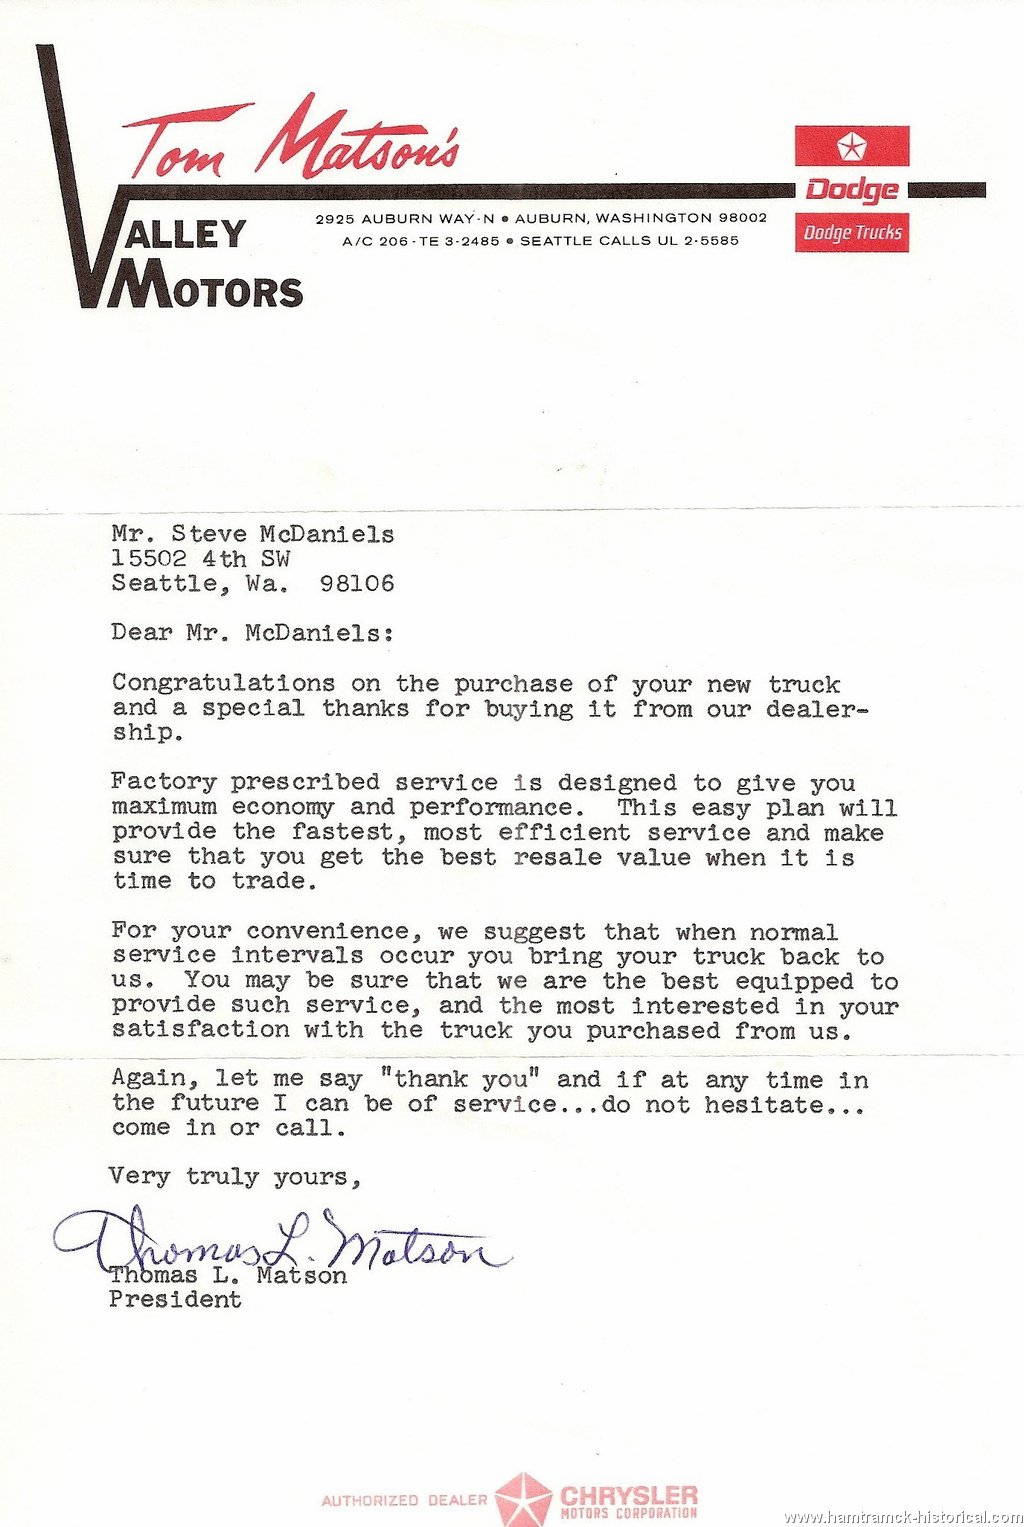 Tom Matson's
VALLEY
MOTORS
2925 AUBURN WAY-N • AUBURN, WASHINGTON 98002
A/C 206 - TE 3-2485 • SEATTLE CALLS UL 2-5585
Dodge
Dodge Trucks
Mr. Steve McDaniels
15502 4th SW
Seattle, Wa.  98106
Dear Mr. McDaniels:
Congratulations on the purchase of your new truck
and a special thanks for buying it from our dealer-
ship.
Factory prescribed service is designed to give you
maximum economy and performance.  This easy plan will
provide the fastest, most efficient service and make
sure that you get the best resale value when it is
time to trade.
For your convenience, we suggest that when normal
service intervals occur you bring your truck back to
us.  You may be sure that we are the best equipped to
provide such service, and the most interested in your
satisfaction with the truck you purchased from us.
Again, let me say "thank you" and if at any time in
the future I can be of service...do not hesitate...
come in or call.
Very truly yours,
Thomas L. Matson
Thomas L. Matson
President
AUTHORIZED DEALER CHRYSLER
MOTORS CORPORATION
www.hamtramck-historical.com